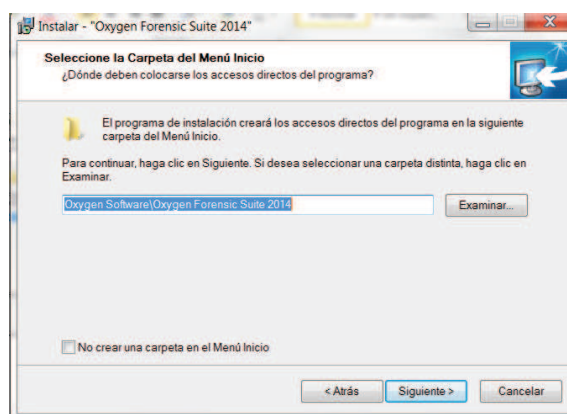 Instalar - "Oxygen Forensic Suite 2014"
Seleccione la Carpeta del Menú Inicio
¿Dónde deben colocarse los accesos directos del programa?
El programa de instalación creará los accesos directos del programa en la siguiente
carpeta del Menú Inicio.
Para continuar, haga clic en Siguiente. Si desea seleccionar una carpeta distinta, haga clic en
Examinar.
Oxygen Software\Oxygen Forensic Suite 2014
Examinar...
No crear una carpeta en el Menú Inicio
< Atrás Siguiente > Cancelar